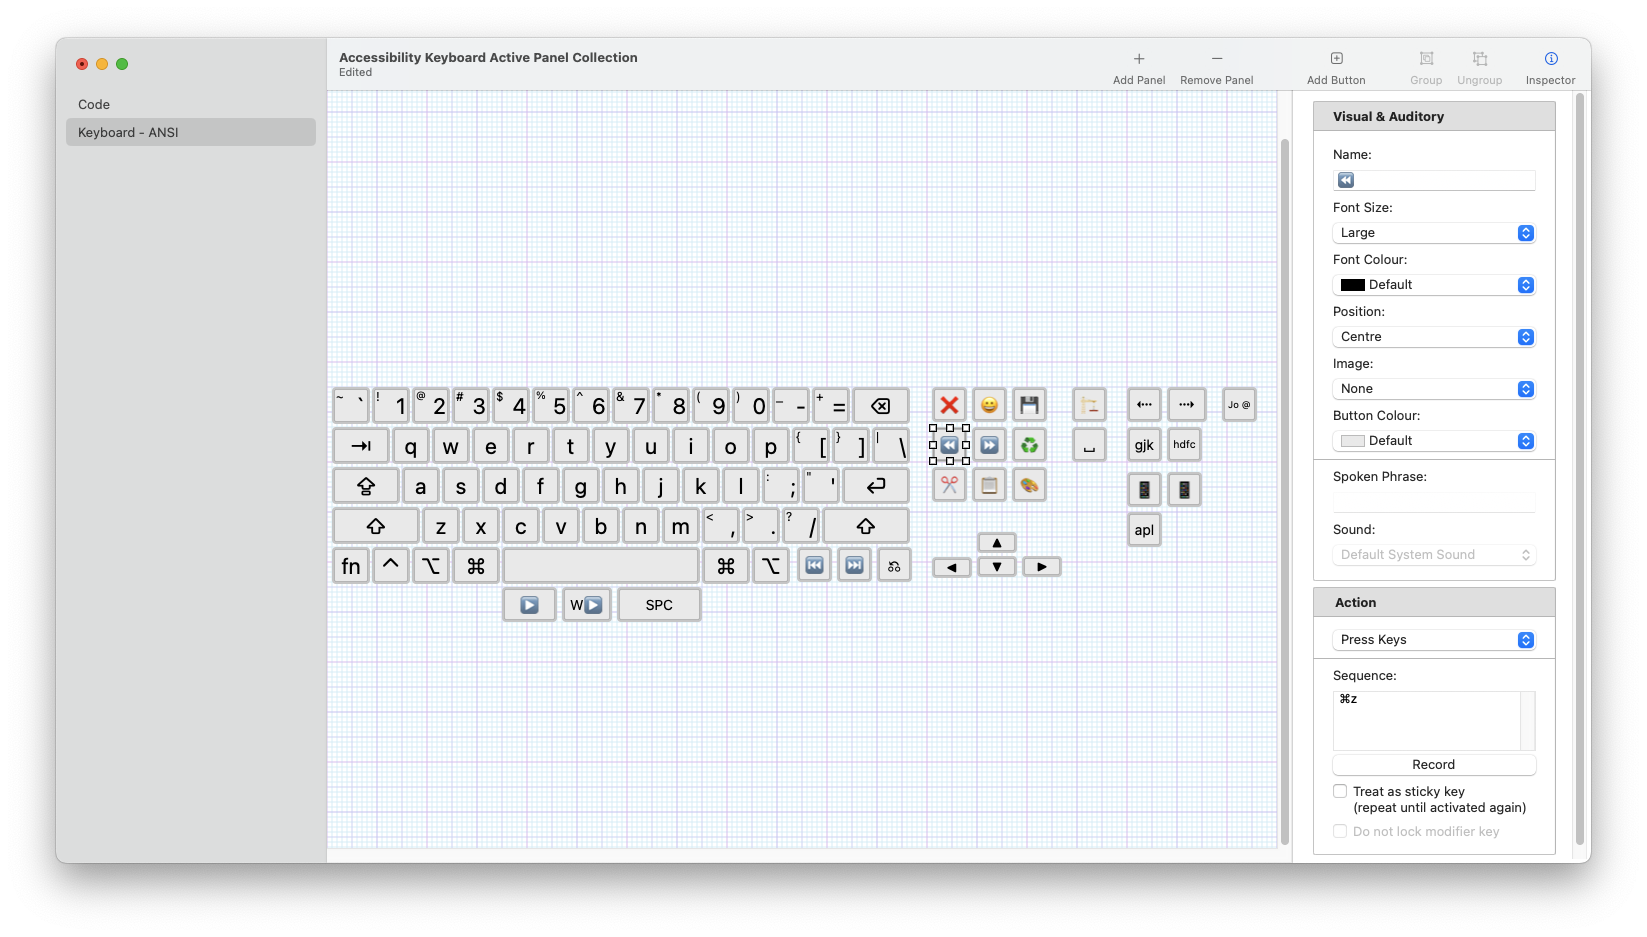 Accessibility Keyboard Active Panel Collection
Edited
Add Panel
Remove Panel
Add Button
Group
Ungroup
Inspector
Code
Keyboard - ANSI
~ ` ! 1 @ 2 # 3 $ 4 % 5 ^ 6 & 7 * 8 ( 9 ) 0 _ - + = ⌫
⇥ q w e r t y u i o p { [ } ] | \
a s d f g h j k l : ; " ' ↩
⇧ z x c v b n m < , > . ? / ⇧
fn ^ ⌥ ⌘ ⌘ ⌥ ⏮️ ⏭️
▶️ W▶️ SPC
❌ 😀 💾
⏪ ⏩ ♻️
✂️ 📋 🎨
▲
◀ ▼ ▶
🏗️
⎵
Jo @
gjk hdfc
📱 📱
apl
Visual & Auditory
Name:
⏪
Font Size:
Large
Font Colour:
Default
Position:
Centre
Image:
None
Button Colour:
Default
Spoken Phrase:
Sound:
Default System Sound
Action
Press Keys
Sequence:
⌘z
Record
Treat as sticky key
(repeat until activated again)
Do not lock modifier key